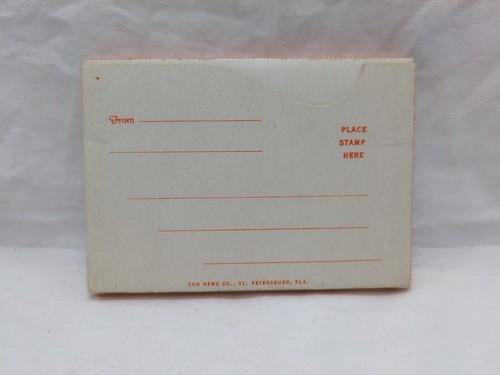 From
PLACE
STAMP
HERE
SUN NEWS CO., ST. PETERSBURG, FLA.